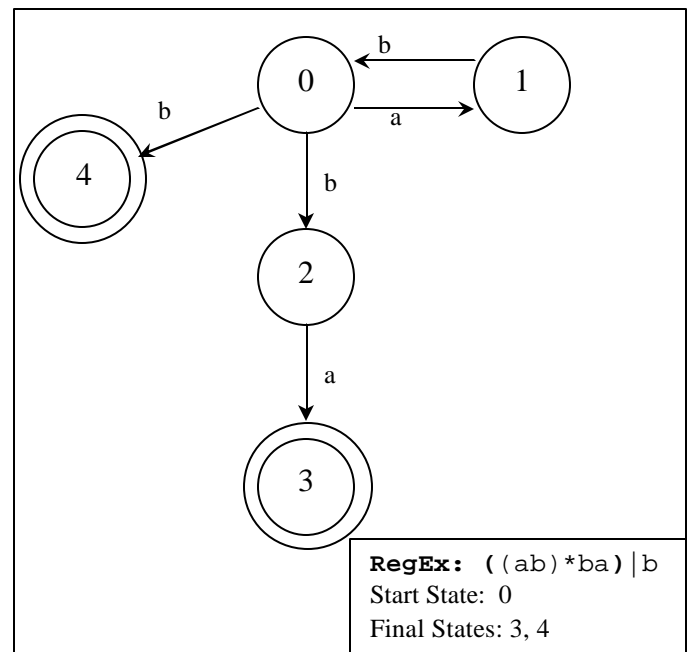 b
0
1
a
b
4
b
2
a
3
RegEx: ((ab)*ba)|b
Start State: 0
Final States: 3, 4